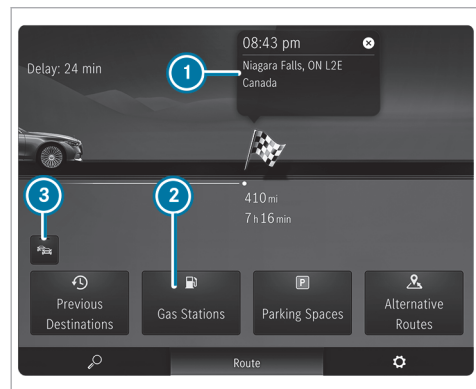 08:43 pm
Delay: 24 min
Niagara Falls, ON L2E
Canada
1
2
3
410 mi
7 h 16 min
P
Previous
Destinations
Gas Stations
Parking Spaces
Alternative
Routes
Route